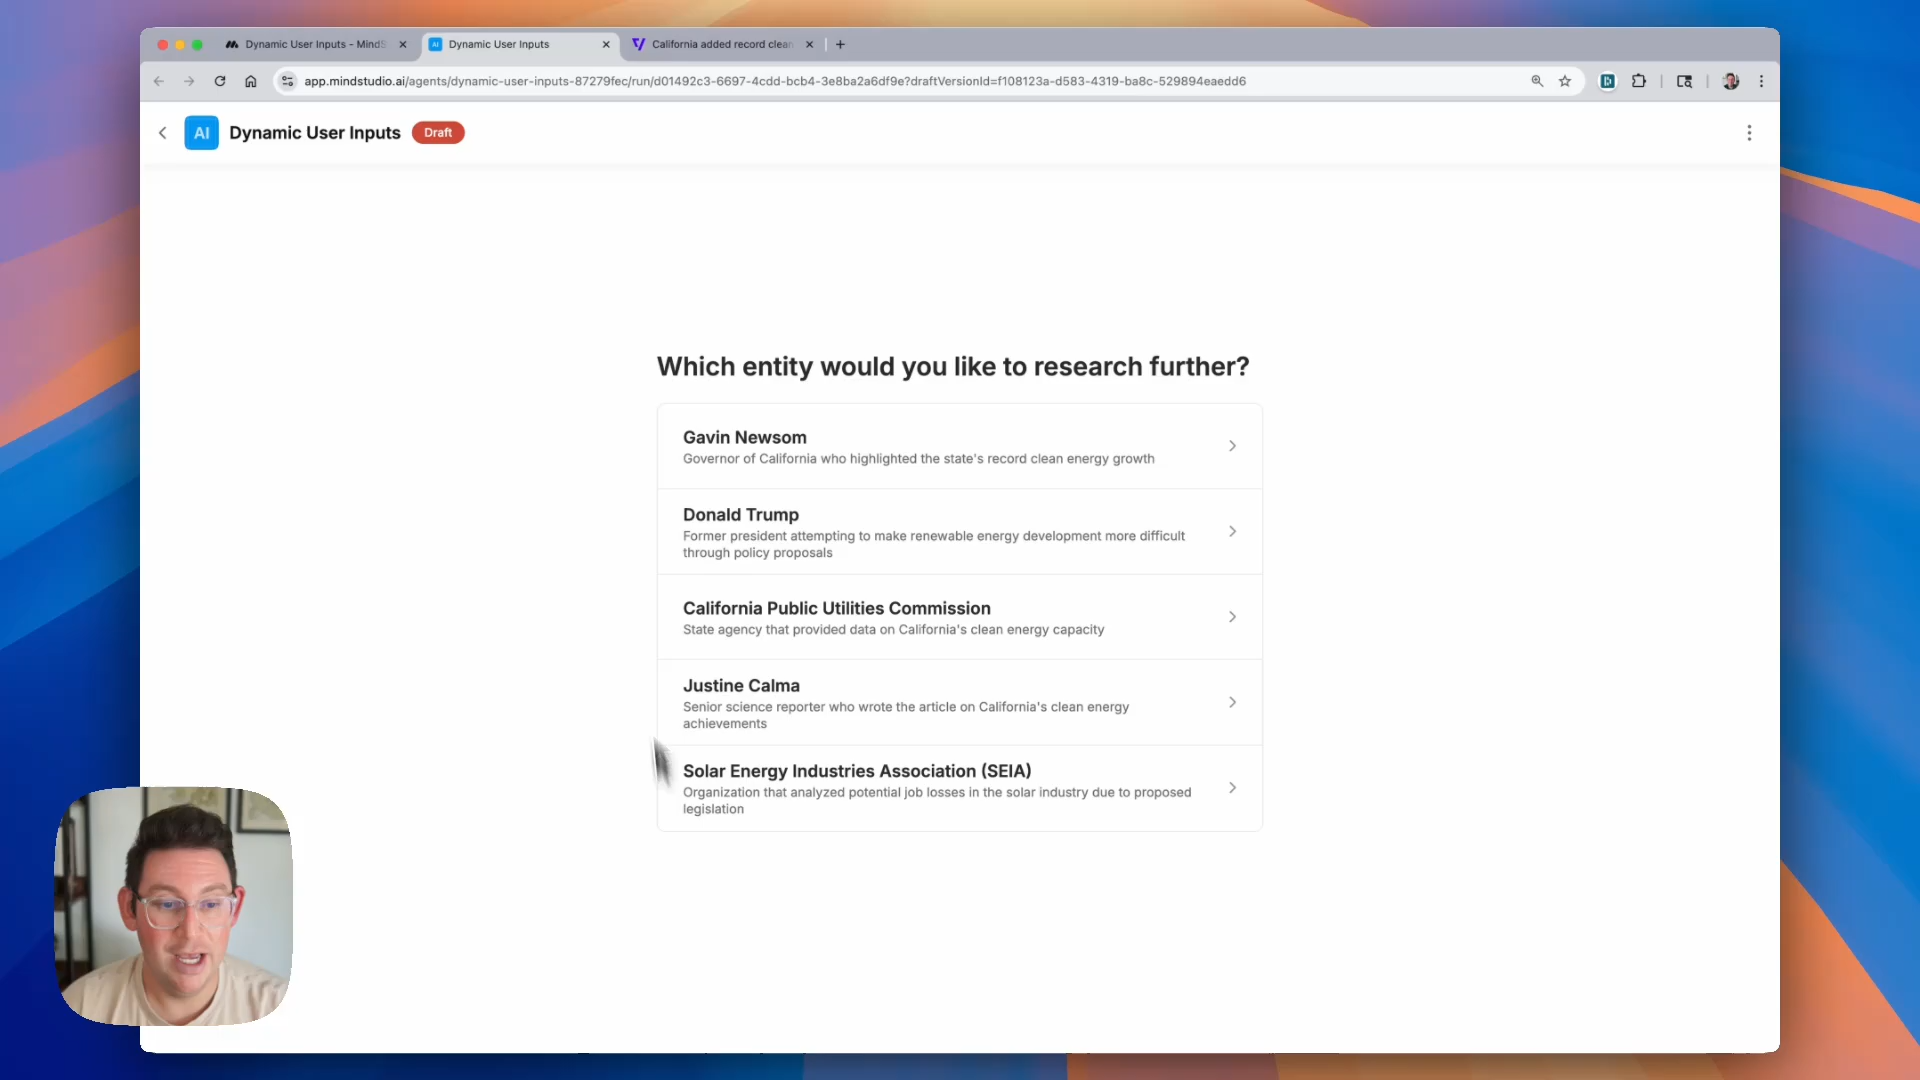 Dynamic User Inputs - MindS
Dynamic User Inputs
California added record clean
app.mindstudio.ai/agents/dynamic-user-inputs-87279fec/run/d01492c3-6697-4cdd-bcb4-3e8ba2a6df9e?draftVersionId=f108123a-d583-4319-ba8c-529894eaedd6
AI Dynamic User Inputs Draft
Which entity would you like to research further?
Gavin Newsom
Governor of California who highlighted the state's record clean energy growth
Donald Trump
Former president attempting to make renewable energy development more difficult
through policy proposals
California Public Utilities Commission
State agency that provided data on California's clean energy capacity
Justine Calma
Senior science reporter who wrote the article on California's clean energy
achievements
Solar Energy Industries Association (SEIA)
Organization that analyzed potential job losses in the solar industry due to proposed
legislation